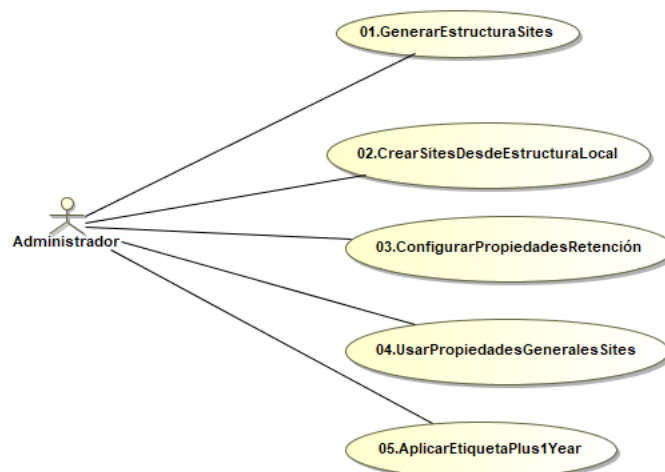 01.GenerarEstructuraSites
02.CrearSitesDesdeEstructuraLocal
Administrador
03.ConfigurarPropiedadesRetención
04.UsarPropiedadesGeneralesSites
05.AplicarEtiquetaPlus1Year